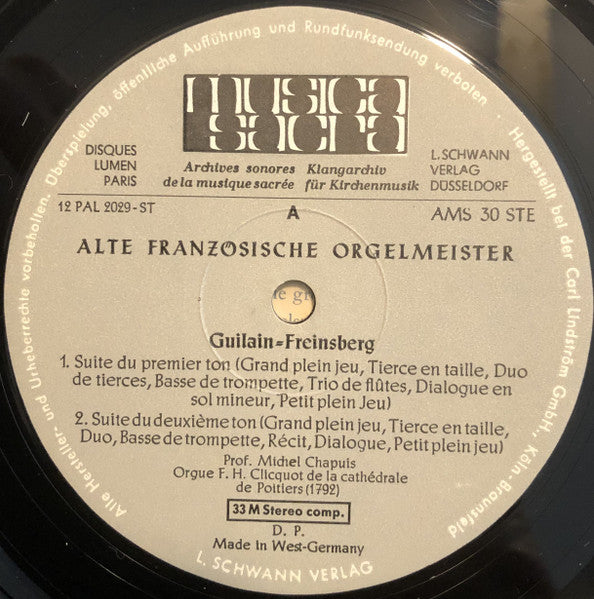 Alle Hersteller- und Urheberrechte vorbehalten. Überspielung, öffentliche Aufführung und Rundfunksendung verboten
Hergestellt bei der Carl Lindström GmbH., Köln-Braunsfeld
musica
sacra
DISQUES
LUMEN
PARIS
Archives sonores
de la musique sacrée
Klangarchiv
für Kirchenmusik
L. SCHWANN
VERLAG
DÜSSELDORF
12 PAL 2029-ST
A
AMS 30 STE
ALTE FRANZÖSISCHE ORGELMEISTER
Guilain=Freinsberg
1. Suite du premier ton (Grand plein jeu, Tierce en taille, Duo
de tierces, Basse de trompette, Trio de flûtes, Dialogue en
sol mineur, Petit plein Jeu)
2. Suite du deuxième ton (Grand plein jeu, Tierce en taille,
Duo, Basse de trompette, Récit, Dialogue, Petit plein jeu)
Prof. Michel Chapuis
Orgue F. H. Clicquot de la cathédrale
de Poitiers (1792)
33 M Stereo comp.
D. P.
Made in West-Germany
L. SCHWANN VERLAG